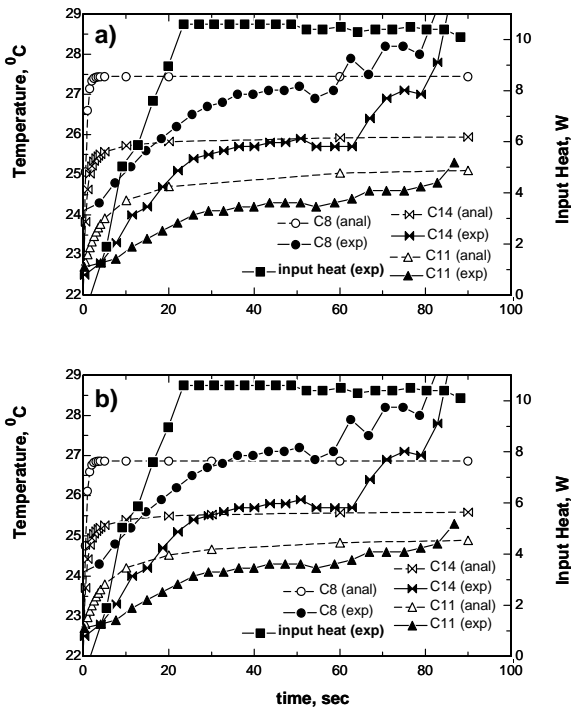 a)
29
28
27
26
25
24
23
22
Temperature, ⁰C
10
8
6
4
2
0
Input Heat, W
C8 (anal)
C8 (exp)
input heat (exp)
C14 (anal)
C14 (exp)
C11 (anal)
C11 (exp)
0 20 40 60 80 100
b)
29
28
27
26
25
24
23
22
Temperature, ⁰C
10
8
6
4
2
0
Input Heat, W
C8 (anal)
C8 (exp)
input heat (exp)
C14 (anal)
C14 (exp)
C11 (anal)
C11 (exp)
0 20 40 60 80 100
time, sec